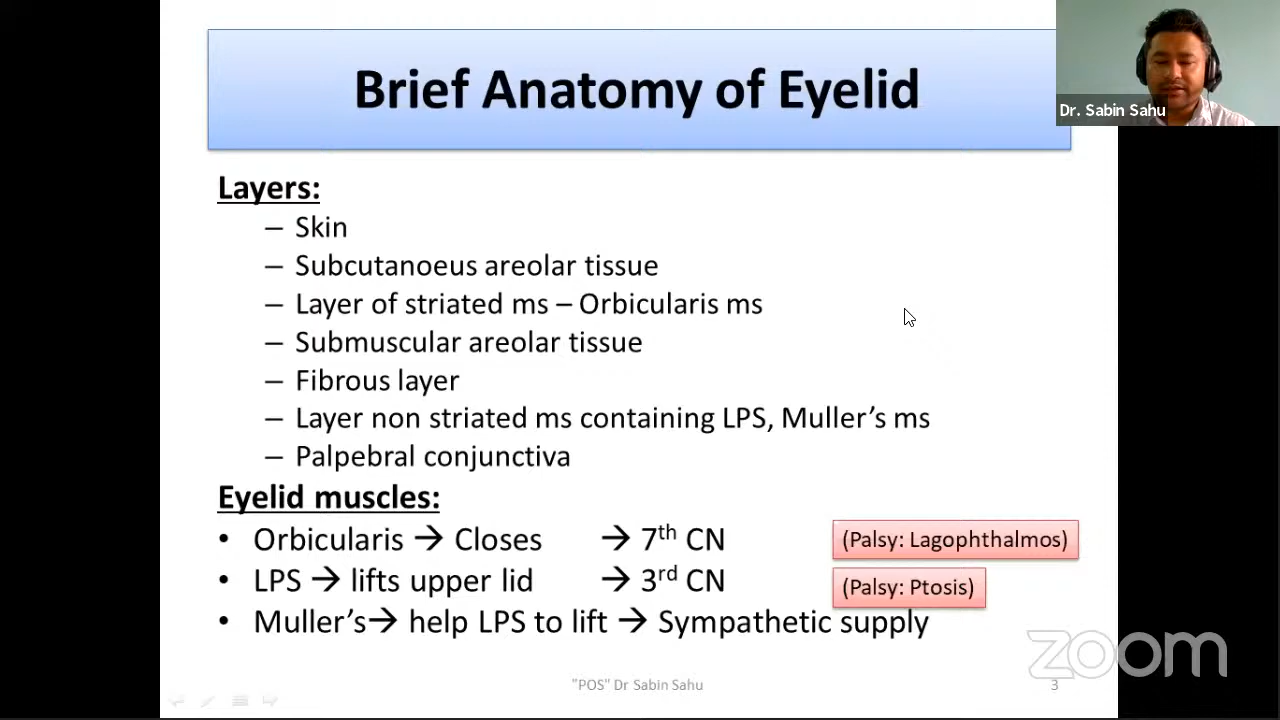 Brief Anatomy of Eyelid
Dr. Sabin Sahu
Layers:
– Skin
– Subcutanoeus areolar tissue
– Layer of striated ms – Orbicularis ms
– Submuscular areolar tissue
– Fibrous layer
– Layer non striated ms containing LPS, Muller's ms
– Palpebral conjunctiva
Eyelid muscles:
• Orbicularis → Closes → 7th CN (Palsy: Lagophthalmos)
• LPS → lifts upper lid → 3rd CN (Palsy: Ptosis)
• Muller's→ help LPS to lift → Sympathetic supply
zoom
"POS" Dr Sabin Sahu 3